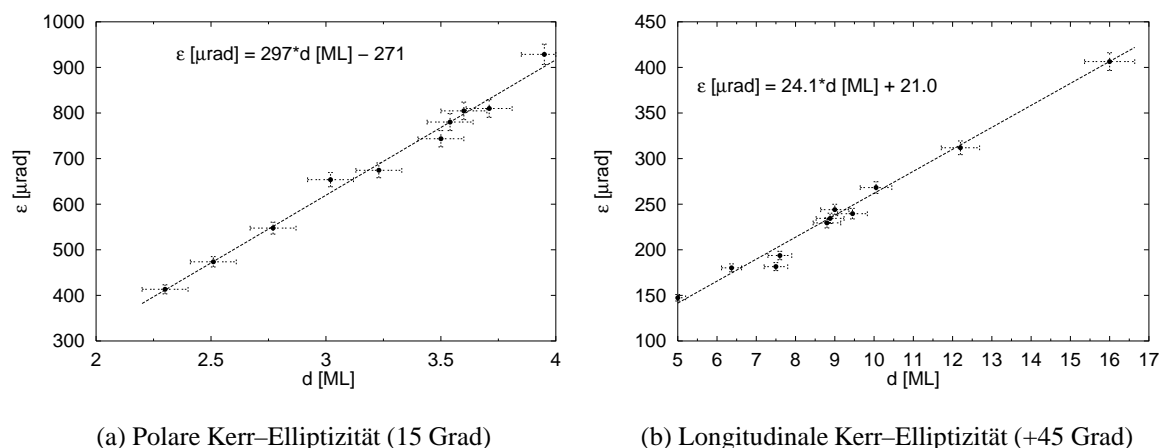 1000
900
800
700
600
500
400
300
ε [μrad]
ε [μrad] = 297*d [ML] − 271
2 2.5 3 3.5 4
d [ML]
(a) Polare Kerr–Elliptizität (15 Grad)
450
400
350
300
250
200
150
100
ε [μrad]
ε [μrad] = 24.1*d [ML] + 21.0
5 6 7 8 9 10 11 12 13 14 15 16 17
d [ML]
(b) Longitudinale Kerr–Elliptizität (+45 Grad)